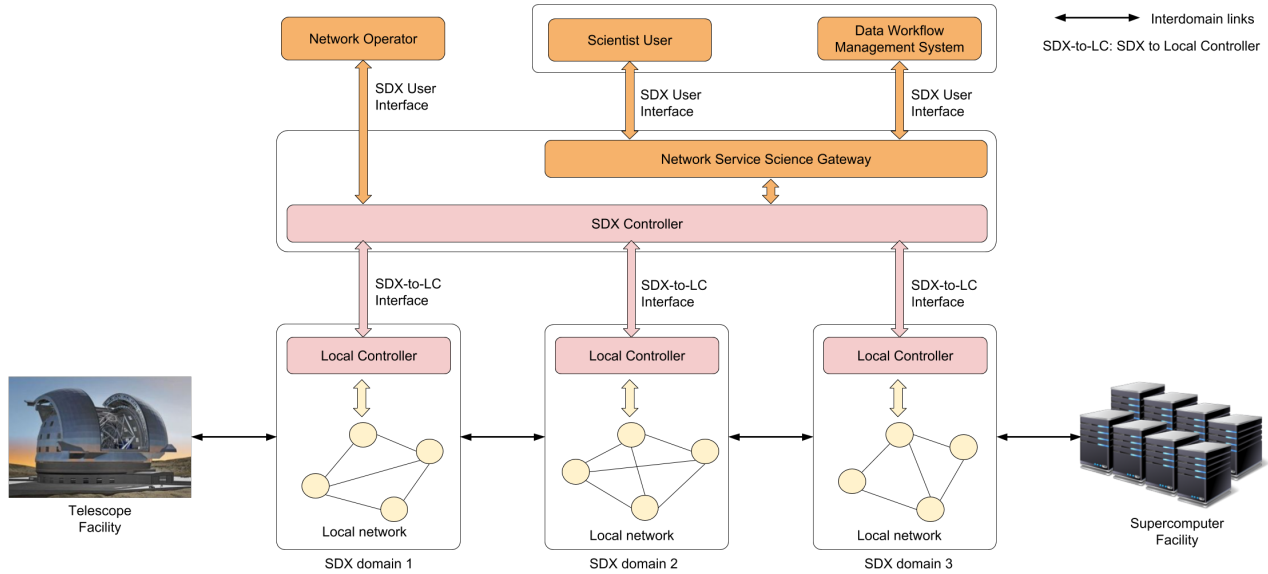 Network Operator
Scientist User
Data Workflow
Management System
Interdomain links
SDX-to-LC: SDX to Local Controller
SDX User
Interface
SDX User
Interface
SDX User
Interface
Network Service Science Gateway
SDX Controller
SDX-to-LC
Interface
SDX-to-LC
Interface
SDX-to-LC
Interface
Local Controller
Local Controller
Local Controller
Telescope
Facility
Local network
Local network
Local network
Supercomputer
Facility
SDX domain 1
SDX domain 2
SDX domain 3